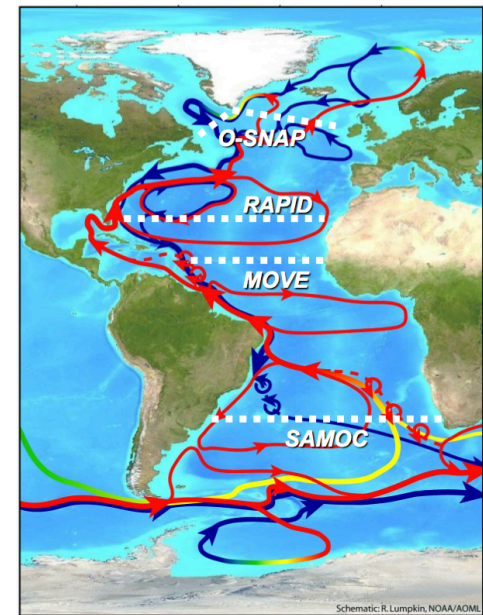 O-SNAP
RAPID
MOVE
SAMOC
Schematic: R. Lumpkin, NOAA/AOML